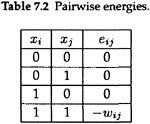 Table 7.2 Pairwise energies.
xᵢ xⱼ eᵢⱼ
0 0 0
0 1 0
1 0 0
1 1 −wᵢⱼ